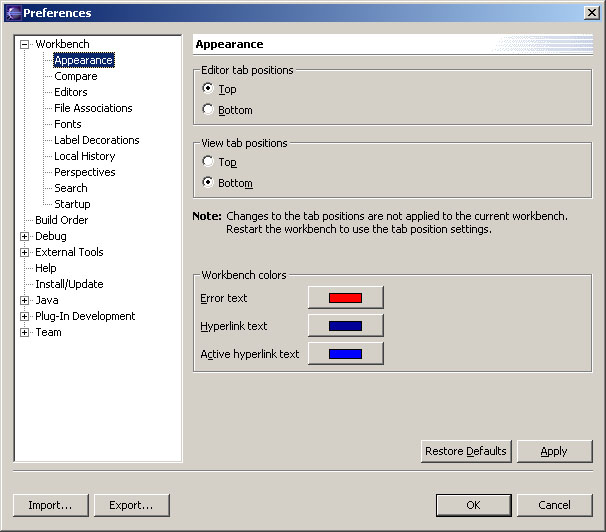 Preferences
Workbench
Appearance
Compare
Editors
File Associations
Fonts
Label Decorations
Local History
Perspectives
Search
Startup
Build Order
Debug
External Tools
Help
Install/Update
Java
Plug-In Development
Team
Appearance
Editor tab positions
Top
Bottom
View tab positions
Top
Bottom
Note: Changes to the tab positions are not applied to the current workbench.
Restart the workbench to use the tab position settings.
Workbench colors
Error text
Hyperlink text
Active hyperlink text
Restore Defaults
Apply
Import...
Export...
OK
Cancel